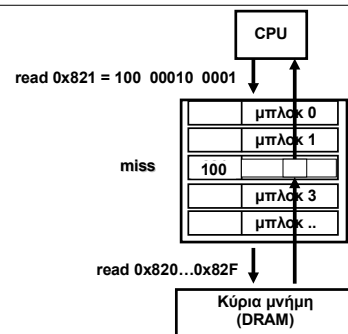 CPU
read 0x821 = 100 00010 0001
μπλοκ 0
μπλοκ 1
miss
100
μπλοκ 3
μπλοκ ..
read 0x820...0x82F
Κύρια μνήμη
(DRAM)